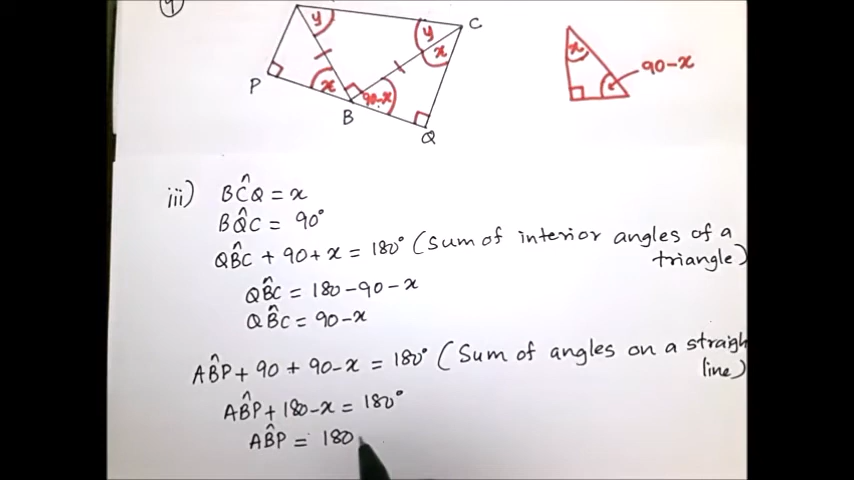 9
y
y
C
x
x
90-x
90-x
P
B
Q
iii) BĈQ = x
BQ̂C = 90°
QB̂C + 90+x = 180° (Sum of interior angles of a
triangle)
QB̂C = 180-90-x
QB̂C = 90-x
AB̂P + 90 + 90-x = 180° (Sum of angles on a straigh
line)
AB̂P + 180-x = 180°
AB̂P = 180